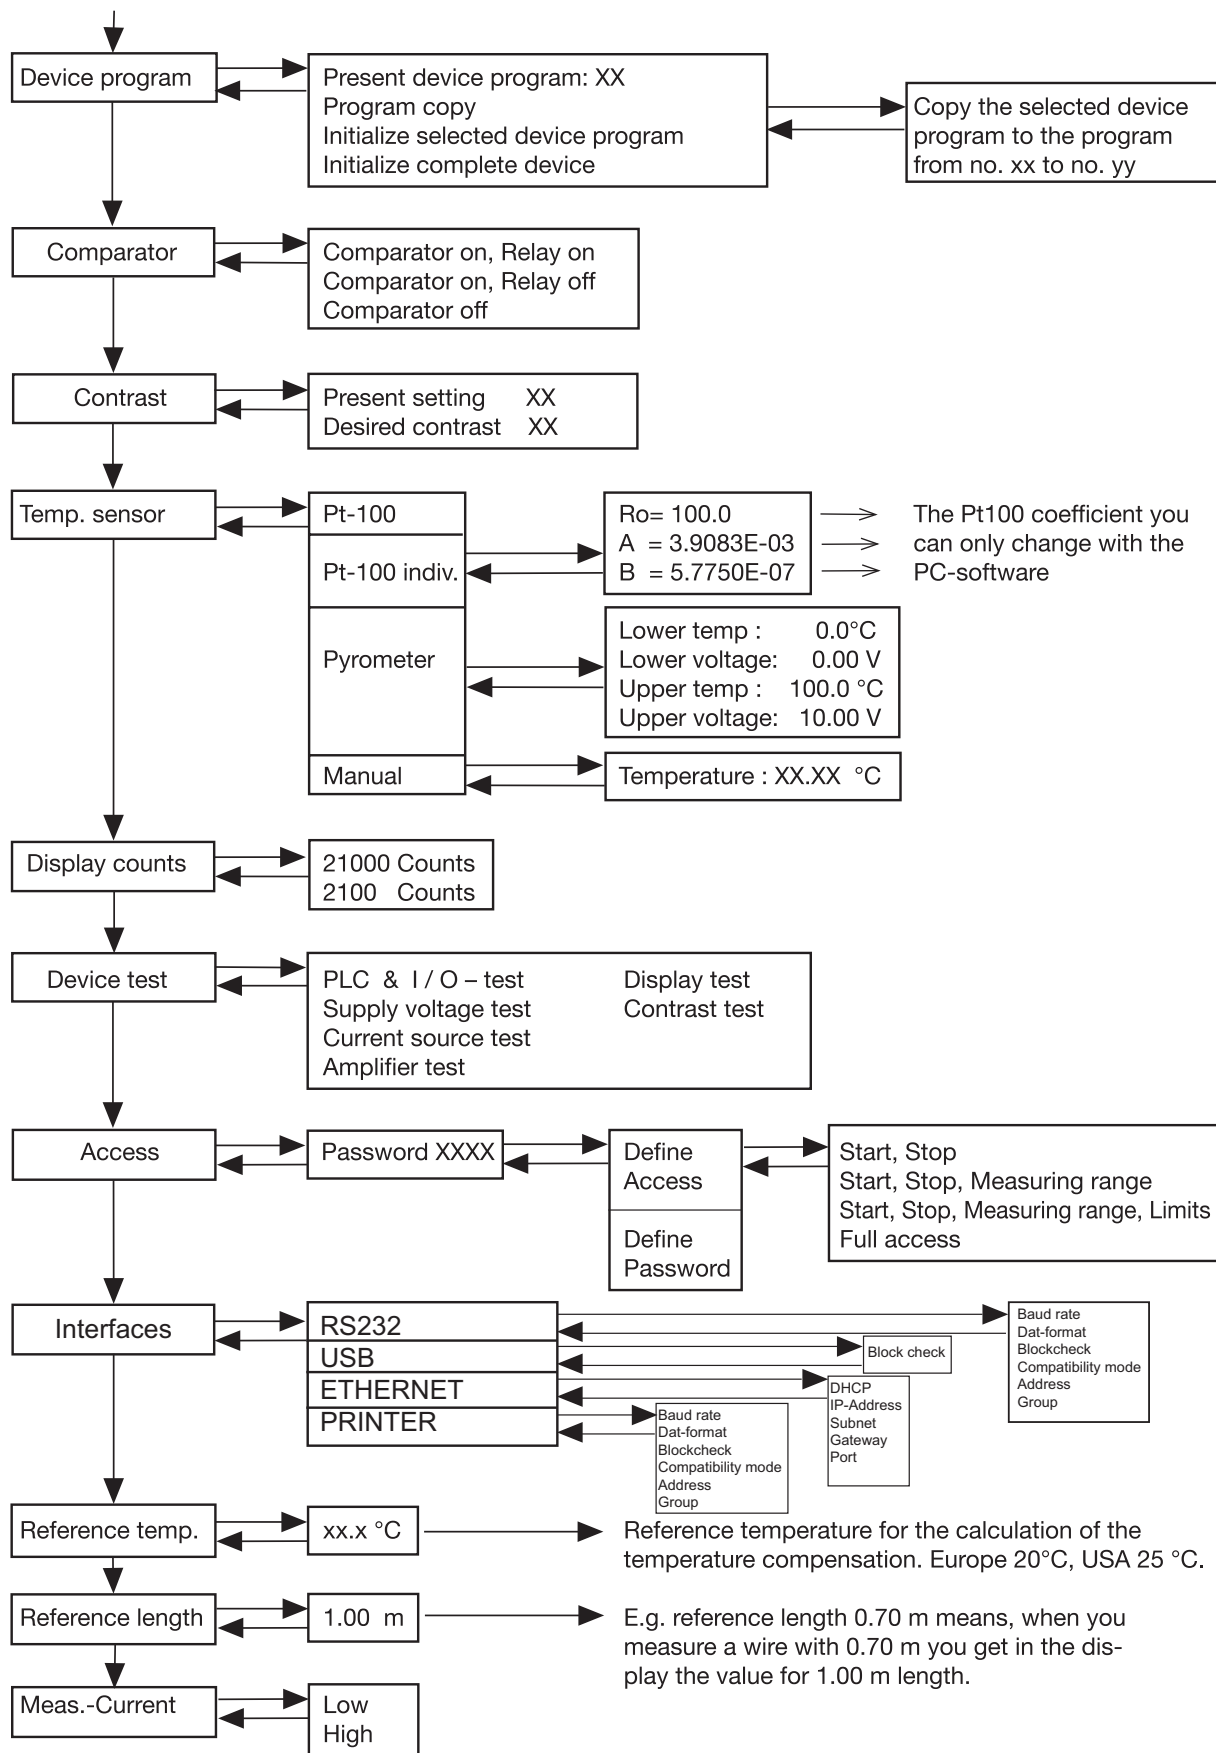 Device program
Present device program: XX
Program copy
Initialize selected device program
Initialize complete device
Copy the selected device
program to the program
from no. xx to no. yy
Comparator
Comparator on, Relay on
Comparator on, Relay off
Comparator off
Contrast
Present setting XX
Desired contrast XX
Temp. sensor
Pt-100
Pt-100 indiv.
Ro= 100.0
A = 3.9083E-03
B = 5.7750E-07
The Pt100 coefficient you
can only change with the
PC-software
Pyrometer
Lower temp : 0.0°C
Lower voltage: 0.00 V
Upper temp : 100.0 °C
Upper voltage: 10.00 V
Manual
Temperature : XX.XX °C
Display counts
21000 Counts
2100 Counts
Device test
PLC & I / O – test
Supply voltage test
Current source test
Amplifier test
Display test
Contrast test
Access
Password XXXX
Define
Access
Define
Password
Start, Stop
Start, Stop, Measuring range
Start, Stop, Measuring range, Limits
Full access
Interfaces
RS232
USB
ETHERNET
PRINTER
Baud rate
Dat-format
Blockcheck
Compatibility mode
Address
Group
Block check
DHCP
IP-Address
Subnet
Gateway
Port
Baud rate
Dat-format
Blockcheck
Compatibility mode
Address
Group
Reference temp.
xx.x °C
Reference temperature for the calculation of the
temperature compensation. Europe 20°C, USA 25 °C.
Reference length
1.00 m
E.g. reference length 0.70 m means, when you
measure a wire with 0.70 m you get in the dis-
play the value for 1.00 m length.
Meas.-Current
Low
High